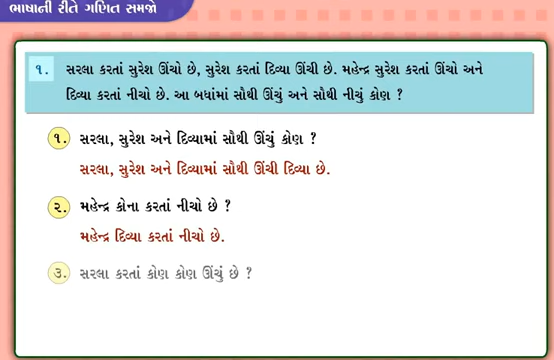 ભાષાની રીતે ગણિત સમજો
૧. સરલા કરતાં સુરેશ ઊંચો છે, સુરેશ કરતાં દિવ્યા ઊંચી છે. મહેન્દ્ર સુરેશ કરતાં ઊંચો અને
દિવ્યા કરતાં નીચો છે. આ બધાંમાં સૌથી ઊંચું અને સૌથી નીચું કોણ ?
૧. સરલા, સુરેશ અને દિવ્યામાં સૌથી ઊંચું કોણ ?
સરલા, સુરેશ અને દિવ્યામાં સૌથી ઊંચી દિવ્યા છે.
૨. મહેન્દ્ર કોના કરતાં નીચો છે ?
મહેન્દ્ર દિવ્યા કરતાં નીચો છે.
૩. સરલા કરતાં કોણ કોણ ઊંચું છે ?